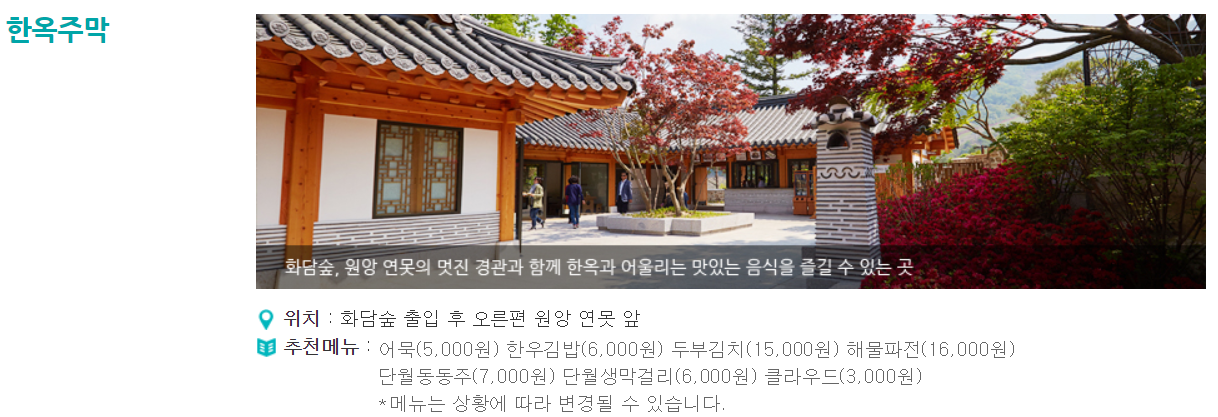 한옥주막
화담숲, 원앙 연못의 멋진 경관과 함께 한옥과 어울리는 맛있는 음식을 즐길 수 있는 곳
위치 : 화담숲 출입 후 오른편 원앙 연못 앞
추천메뉴 : 어묵(5,000원) 한우김밥(6,000원) 두부김치(15,000원) 해물파전(16,000원)
단월동동주(7,000원) 단월생막걸리(6,000원) 클라우드(3,000원)
*메뉴는 상황에 따라 변경될 수 있습니다.